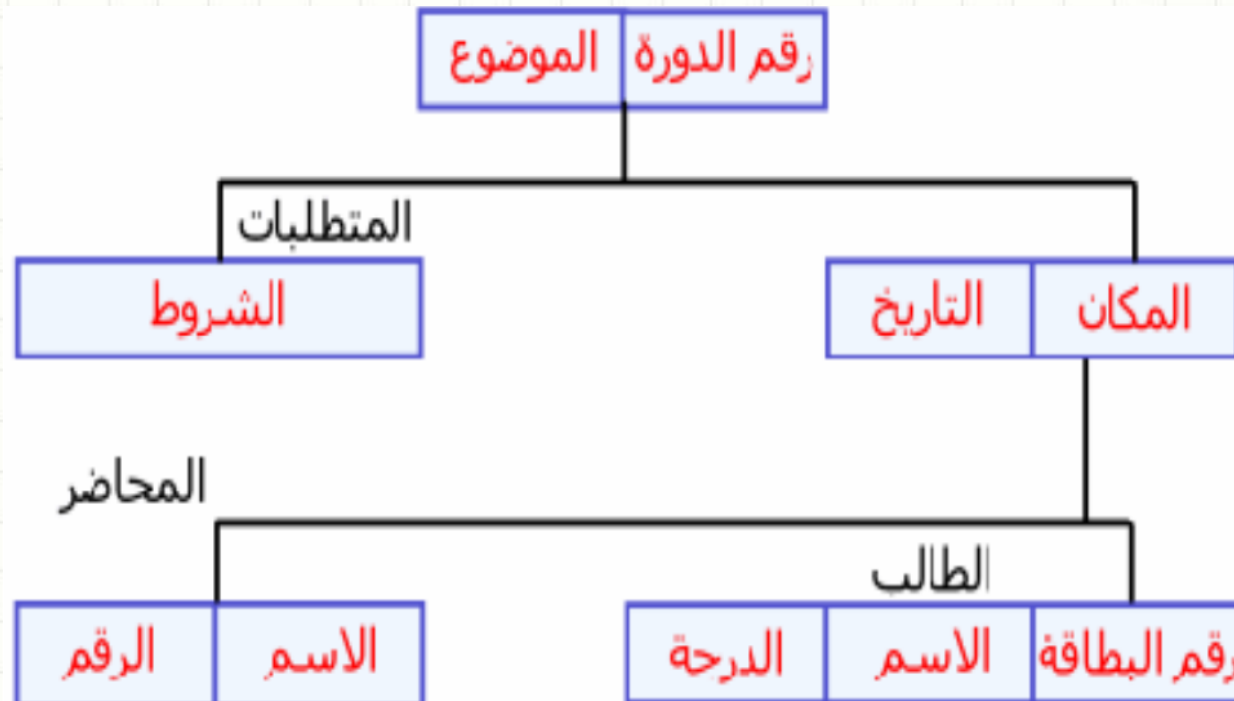 رقم الدورة الموضوع
المتطلبات
المكان التاريخ الشروط
المحاضر
الطالب
رقم البطاقة الاسم الدرجة الاسم الرقم